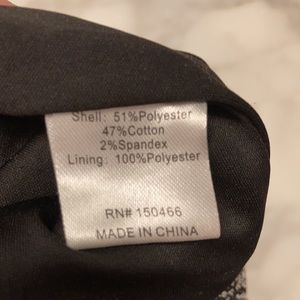 Shell: 51%Polyester
47%Cotton
2%Spandex
Lining: 100%Polyester
RN# 150466
MADE IN CHINA